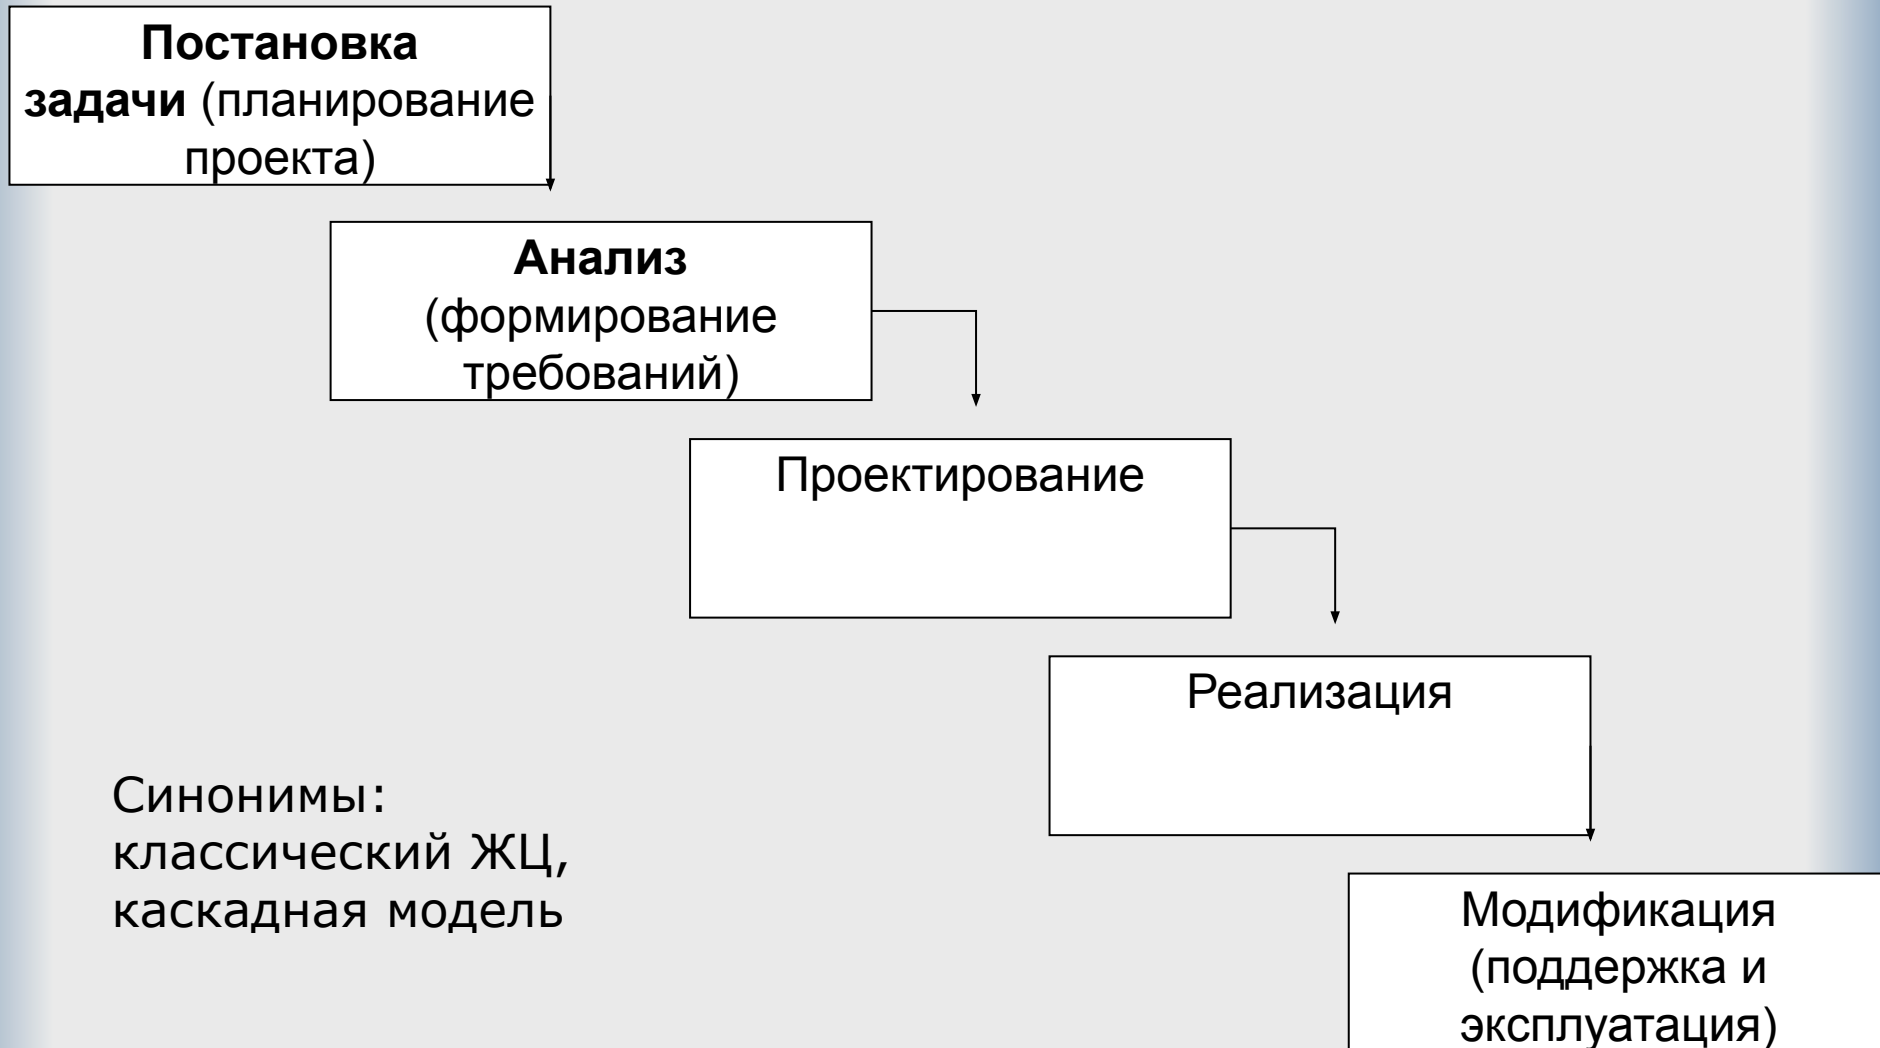 Постановка
задачи (планирование
проекта)
Анализ
(формирование
требований)
Проектирование
Реализация
Синонимы:
классический ЖЦ,
каскадная модель
Модификация
(поддержка и
эксплуатация)